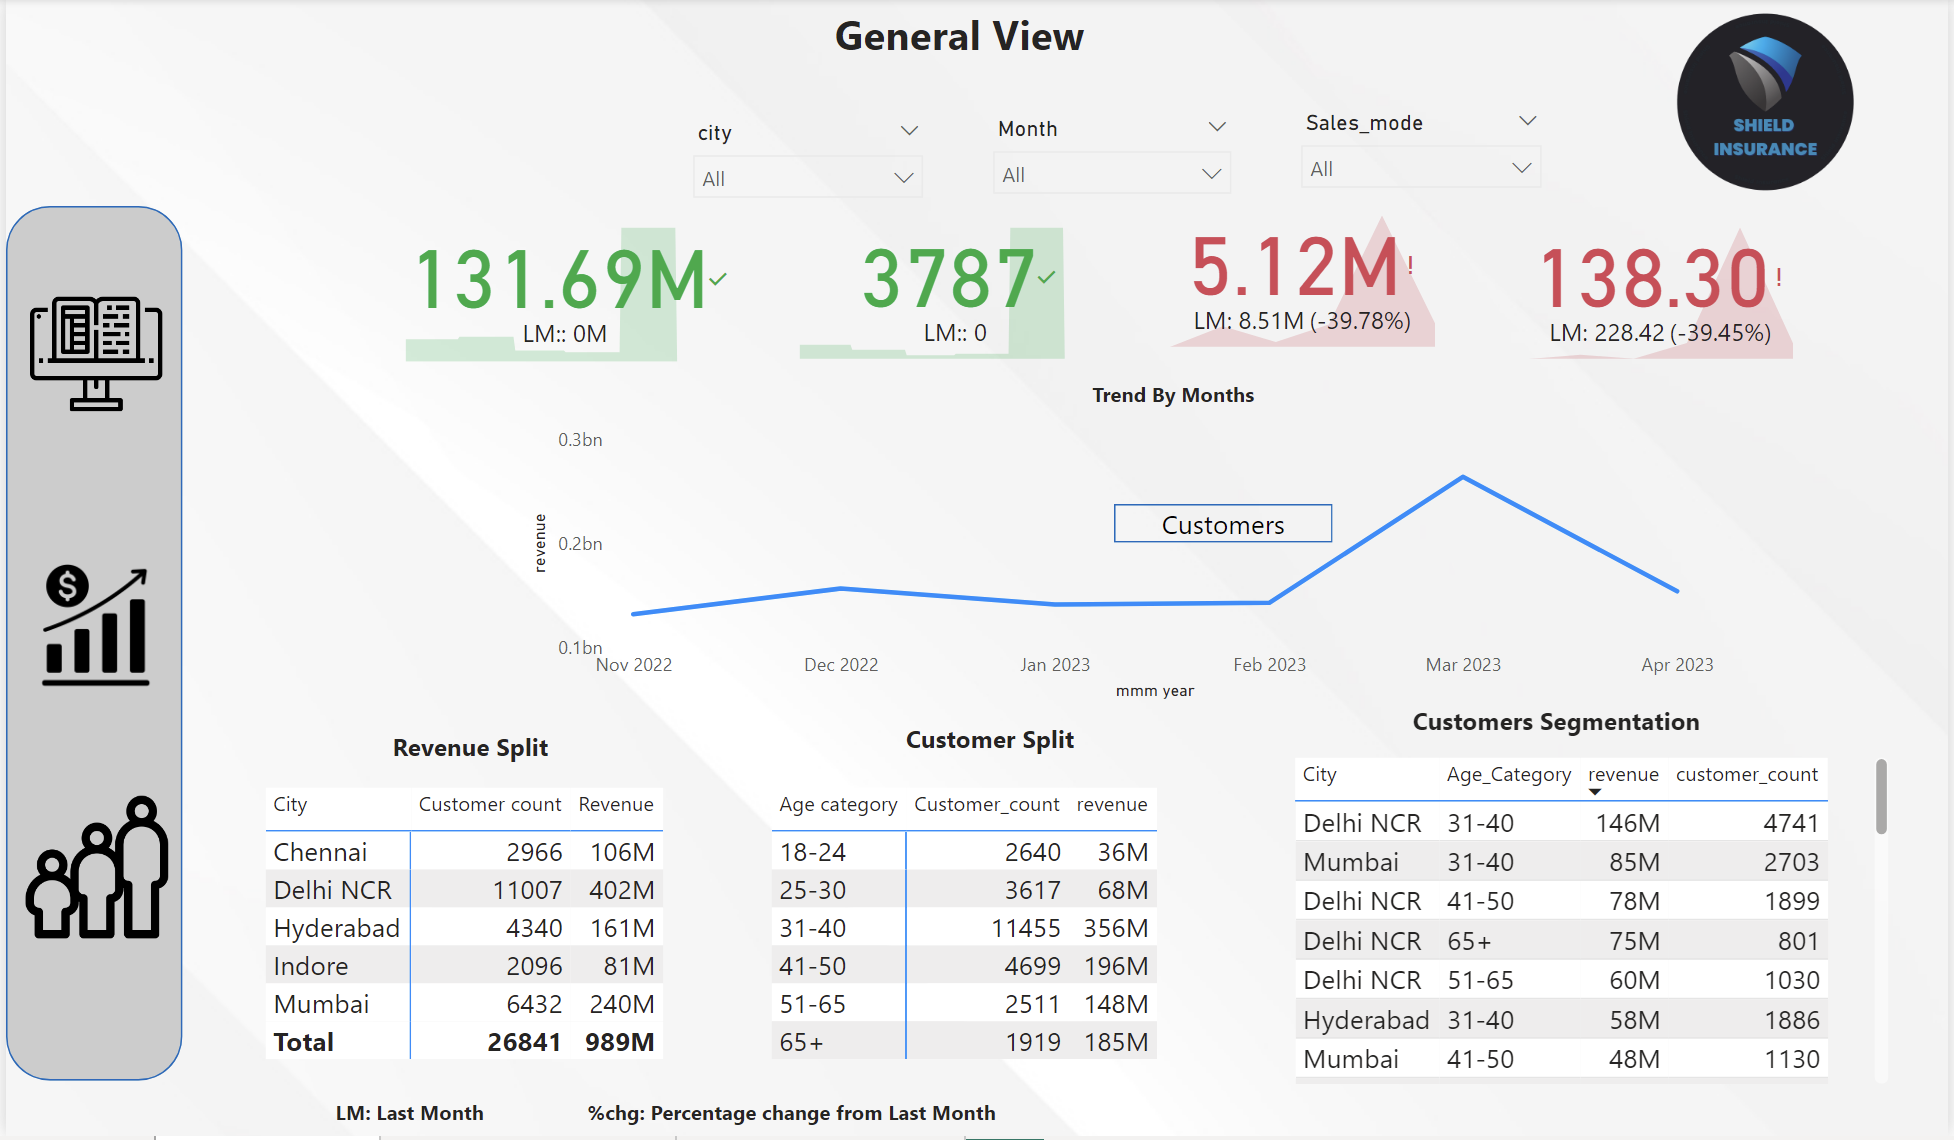 General View
SHIELD
INSURANCE
city
All
Month
All
Sales_mode
All
131.69M
LM:: 0M
3787
LM:: 0
5.12M!
LM: 8.51M (-39.78%)
138.30!
LM: 228.42 (-39.45%)
Trend By Months
0.3bn
0.2bn
0.1bn
revenue
Customers
Nov 2022 Dec 2022 Jan 2023 Feb 2023 Mar 2023 Apr 2023
mmm year
Revenue Split
City Customer count Revenue
Chennai 2966 106M
Delhi NCR 11007 402M
Hyderabad 4340 161M
Indore 2096 81M
Mumbai 6432 240M
Total 26841 989M
Customer Split
Age category Customer_count revenue
18-24 2640 36M
25-30 3617 68M
31-40 11455 356M
41-50 4699 196M
51-65 2511 148M
65+ 1919 185M
Customers Segmentation
City Age_Category revenue customer_count
Delhi NCR 31-40 146M 4741
Mumbai 31-40 85M 2703
Delhi NCR 41-50 78M 1899
Delhi NCR 65+ 75M 801
Delhi NCR 51-65 60M 1030
Hyderabad 31-40 58M 1886
Mumbai 41-50 48M 1130
LM: Last Month
%chg: Percentage change from Last Month
$